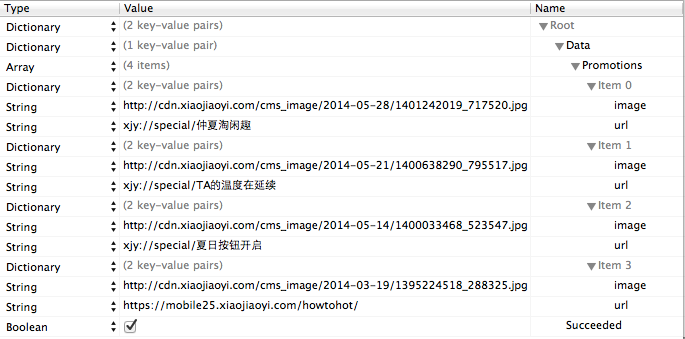 Type Value Name
Dictionary (2 key-value pairs) Root
Dictionary (1 key-value pair) Data
Array (4 items) Promotions
Dictionary (2 key-value pairs) Item 0
String http://cdn.xiaojiaoyi.com/cms_image/2014-05-28/1401242019_717520.jpg image
String xjy://special/仲夏淘闲趣 url
Dictionary (2 key-value pairs) Item 1
String http://cdn.xiaojiaoyi.com/cms_image/2014-05-21/1400638290_795517.jpg image
String xjy://special/TA的温度在延续 url
Dictionary (2 key-value pairs) Item 2
String http://cdn.xiaojiaoyi.com/cms_image/2014-05-14/1400033468_523547.jpg image
String xjy://special/夏日按钮开启 url
Dictionary (2 key-value pairs) Item 3
String http://cdn.xiaojiaoyi.com/cms_image/2014-03-19/1395224518_288325.jpg image
String https://mobile25.xiaojiaoyi.com/howtohot/ url
Boolean Succeeded